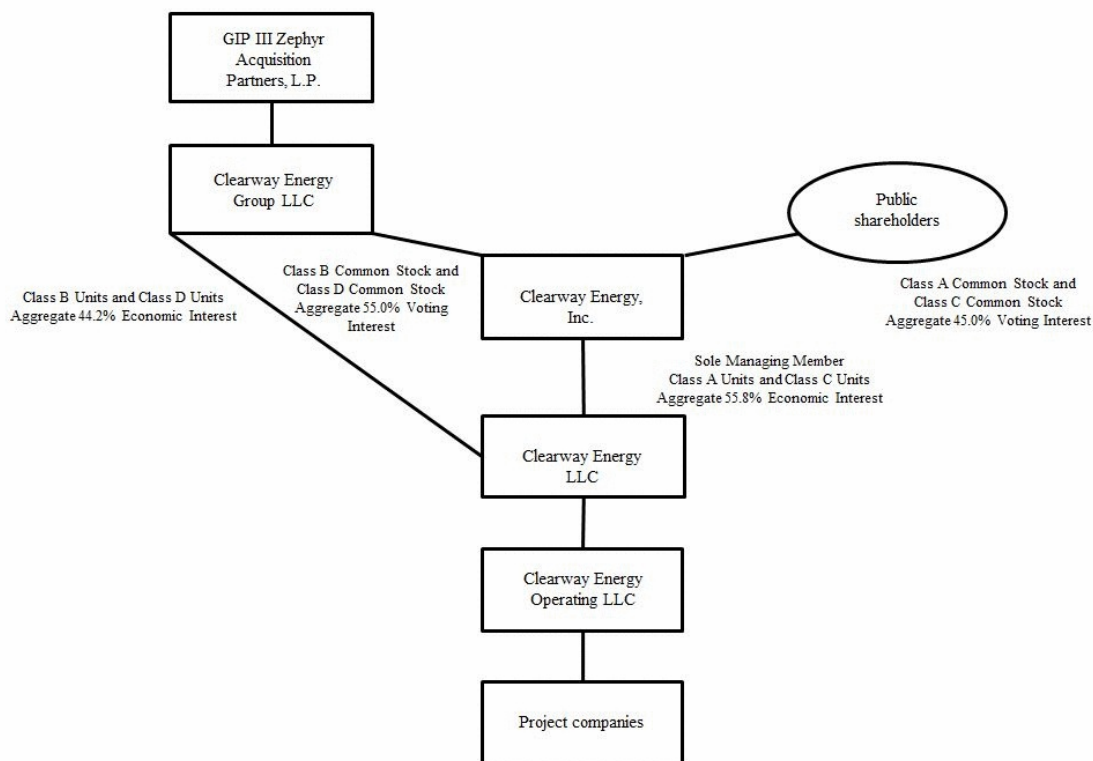 GIP III Zephyr
Acquisition
Partners, L.P.
Clearway Energy
Group LLC
Public
shareholders
Class B Units and Class D Units
Aggregate 44.2% Economic Interest
Class B Common Stock and
Class D Common Stock
Aggregate 55.0% Voting
Interest
Clearway Energy,
Inc.
Class A Common Stock and
Class C Common Stock
Aggregate 45.0% Voting Interest
Sole Managing Member
Class A Units and Class C Units
Aggregate 55.8% Economic Interest
Clearway Energy
LLC
Clearway Energy
Operating LLC
Project companies